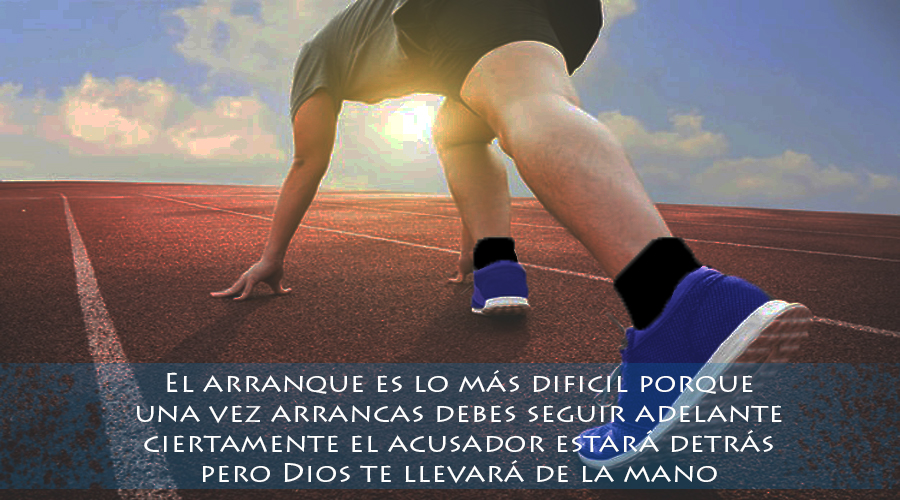 El arranque es lo más dificil porque
una vez arrancas debes seguir adelante
ciertamente el acusador estará detrás
pero Dios te llevará de la mano